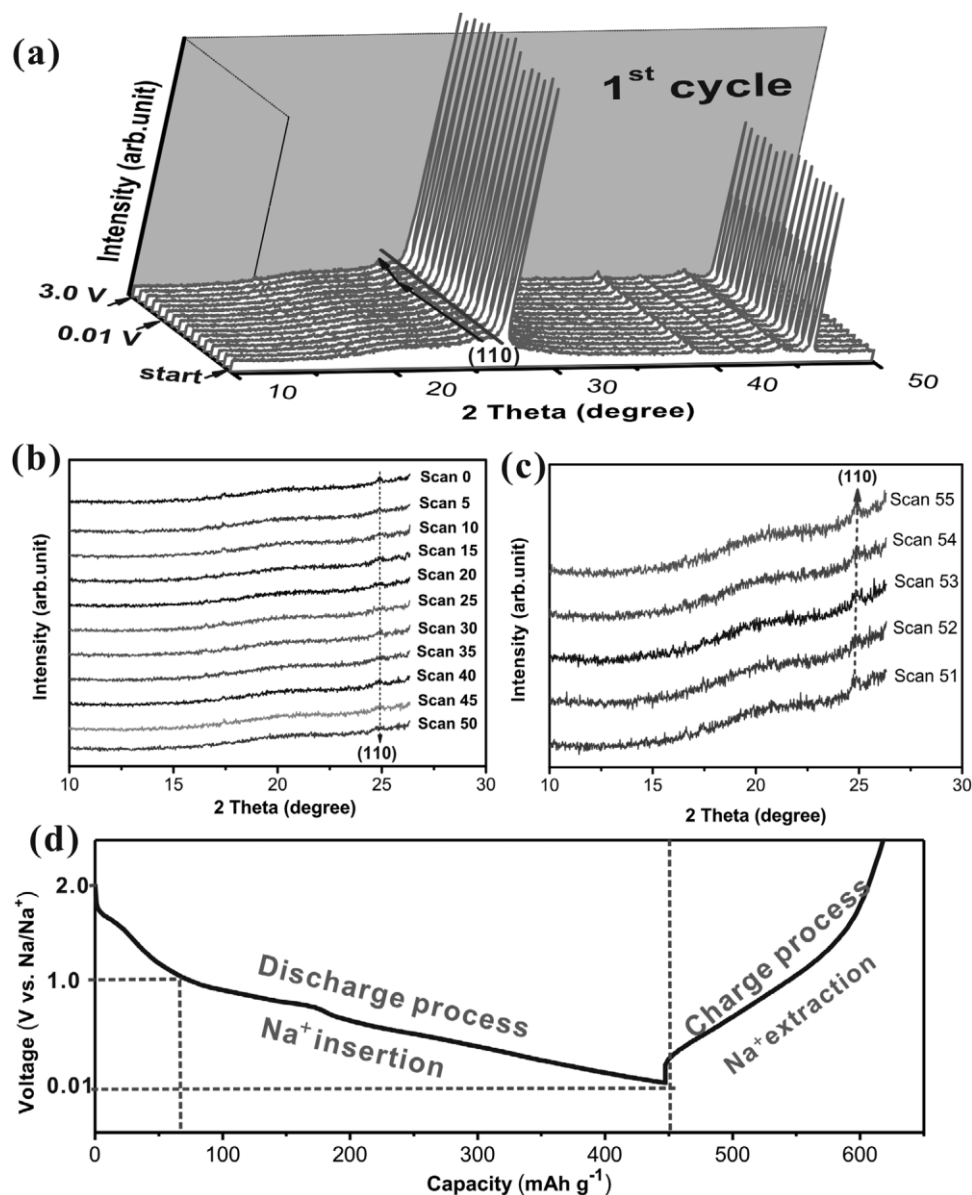 (a)
1st cycle
Intensity (arb.unit)
3.0 V
0.01 V
start
(110)
10 20 30 40 50
2 Theta (degree)
(b)
Intensity (arb.unit)
Scan 0
Scan 5
Scan 10
Scan 15
Scan 20
Scan 25
Scan 30
Scan 35
Scan 40
Scan 45
Scan 50
(110)
10 15 20 25 30
2 Theta (degree)
(c)
Intensity (arb.unit)
(110)
Scan 55
Scan 54
Scan 53
Scan 52
Scan 51
10 15 20 25 30
2 Theta (degree)
(d)
Voltage (V vs. Na/Na+)
2.0
1.0
0.01
Discharge process
Na+ insertion
Charge process
Na+ extraction
0 100 200 300 400 500 600
Capacity (mAh g-1)